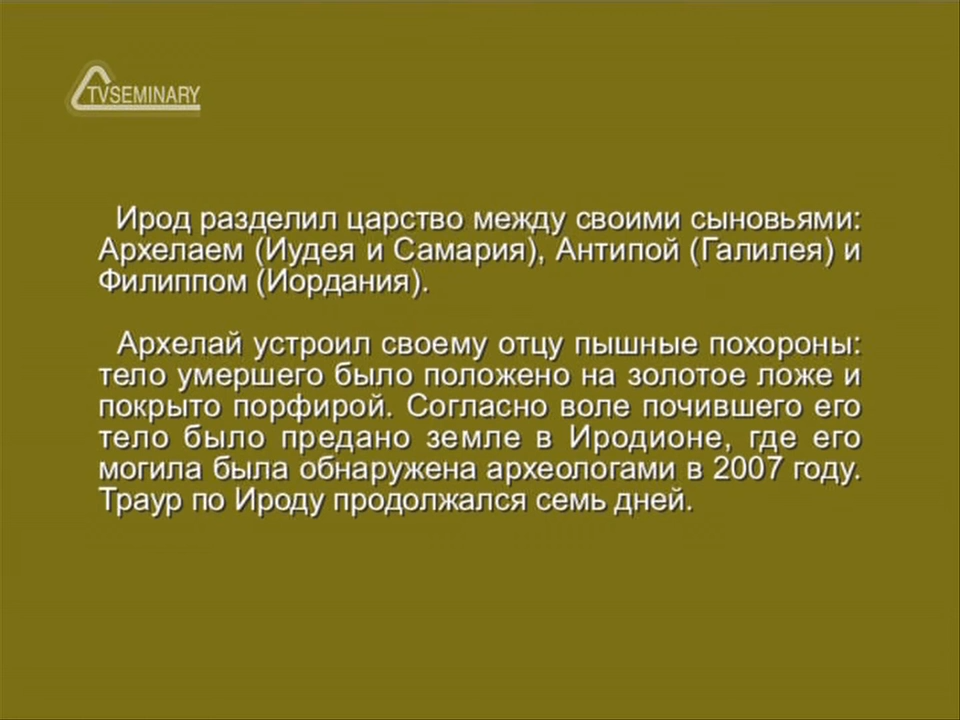 TVSEMINARY
Ирод разделил царство между своими сыновьями:
Архелаем (Иудея и Самария), Антипой (Галилея) и
Филиппом (Иордания).
Архелай устроил своему отцу пышные похороны:
тело умершего было положено на золотое ложе и
покрыто порфирой. Согласно воле почившего его
тело было предано земле в Иродионе, где его
могила была обнаружена археологами в 2007 году.
Траур по Ироду продолжался семь дней.